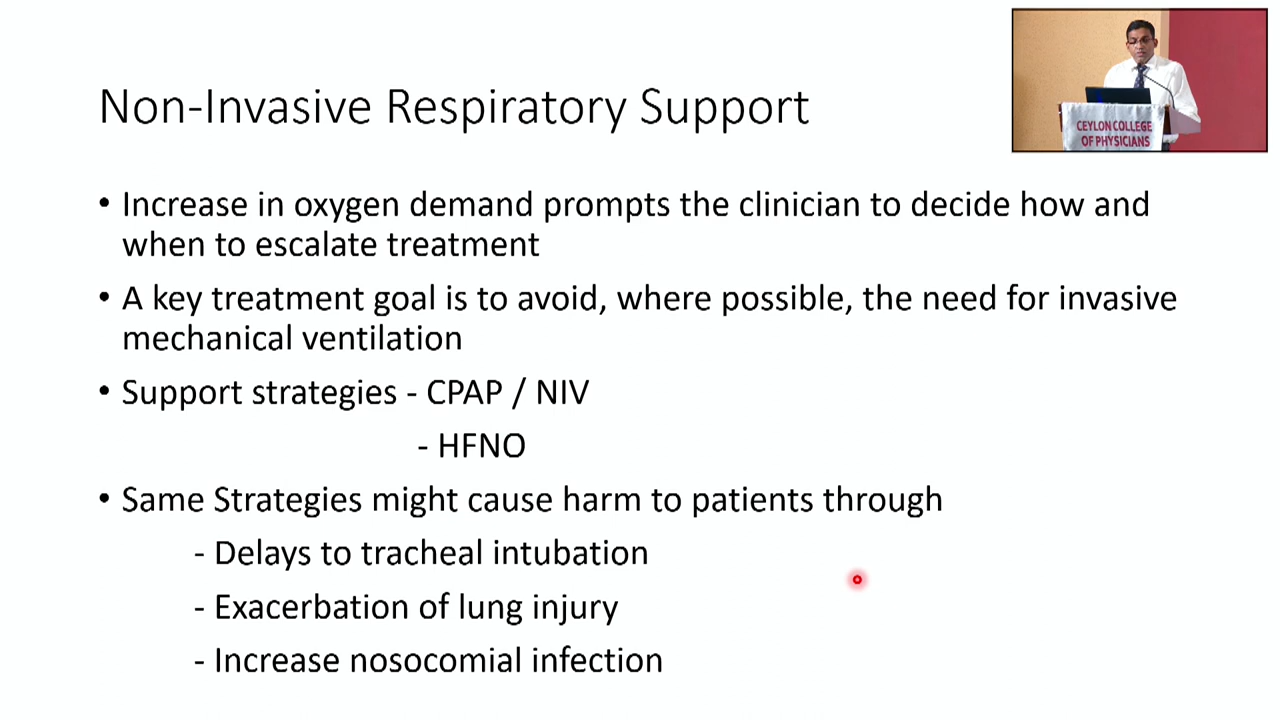 Non-Invasive Respiratory Support
CEYLON COLLEGE
OF PHYSICIANS
• Increase in oxygen demand prompts the clinician to decide how and
when to escalate treatment
• A key treatment goal is to avoid, where possible, the need for invasive
mechanical ventilation
• Support strategies - CPAP / NIV
- HFNO
• Same Strategies might cause harm to patients through
- Delays to tracheal intubation
- Exacerbation of lung injury
- Increase nosocomial infection